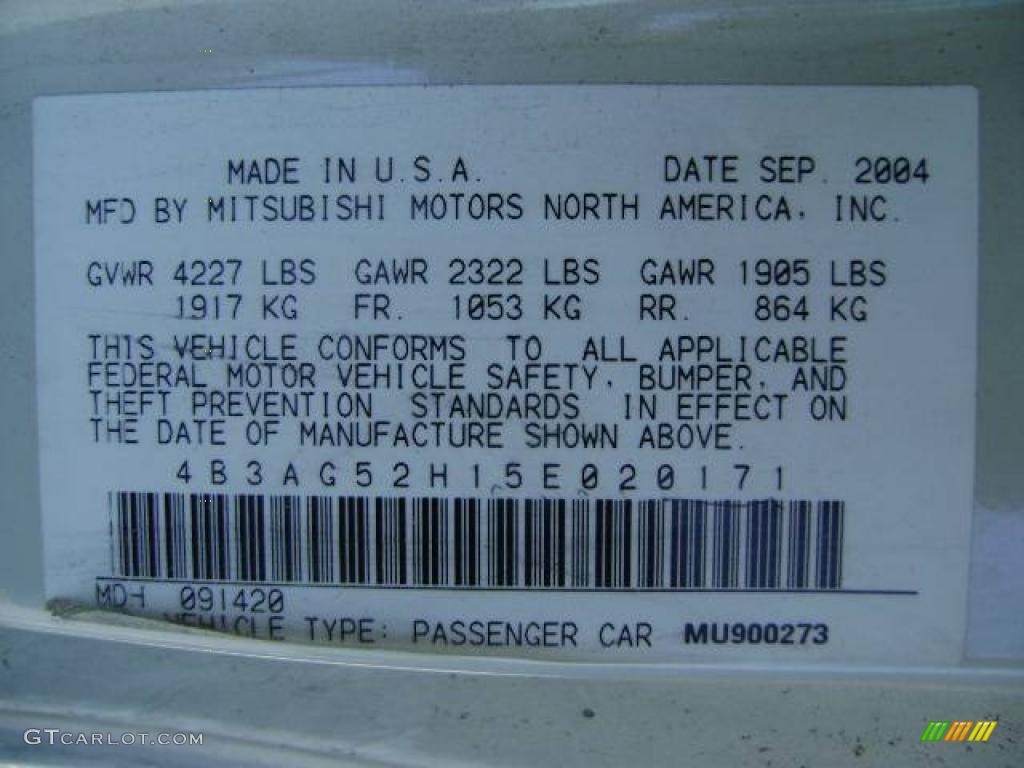 MADE IN U.S.A. DATE SEP. 2004
MFD BY MITSUBISHI MOTORS NORTH AMERICA, INC.
GVWR 4227 LBS GAWR 2322 LBS GAWR 1905 LBS
1917 KG FR. 1053 KG RR. 864 KG
THIS VEHICLE CONFORMS TO ALL APPLICABLE
FEDERAL MOTOR VEHICLE SAFETY, BUMPER, AND
THEFT PREVENTION STANDARDS IN EFFECT ON
THE DATE OF MANUFACTURE SHOWN ABOVE.
4B3AG52H15E020171
MDH 091420
VEHICLE TYPE: PASSENGER CAR MU900273
GTCARLOT.COM